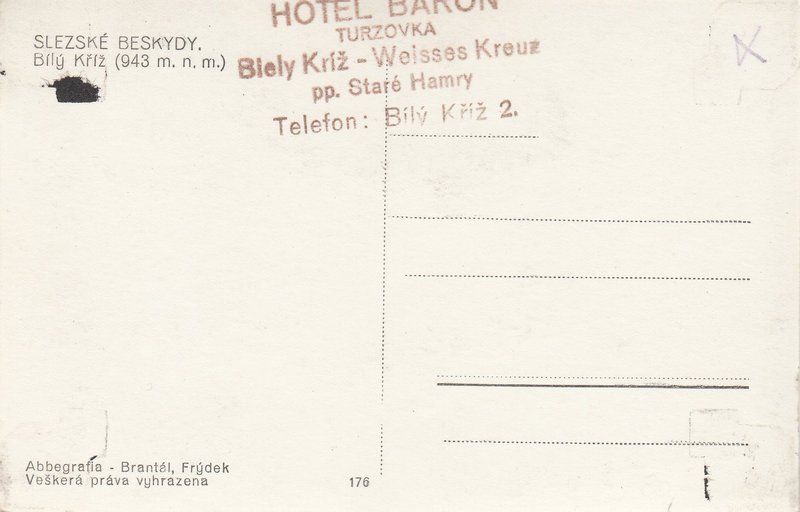 SLEZSKÉ BESKYDY.
Bílý Kříž (943 m. n. m.)
HOTEL BARON
TURZOVKA
Biely Kríž - Weisses Kreuz
pp. Staré Hamry
Telefon: Bílý Kříž 2.
Abbegrafia - Brantál, Frýdek
Veškerá práva vyhrazena
176